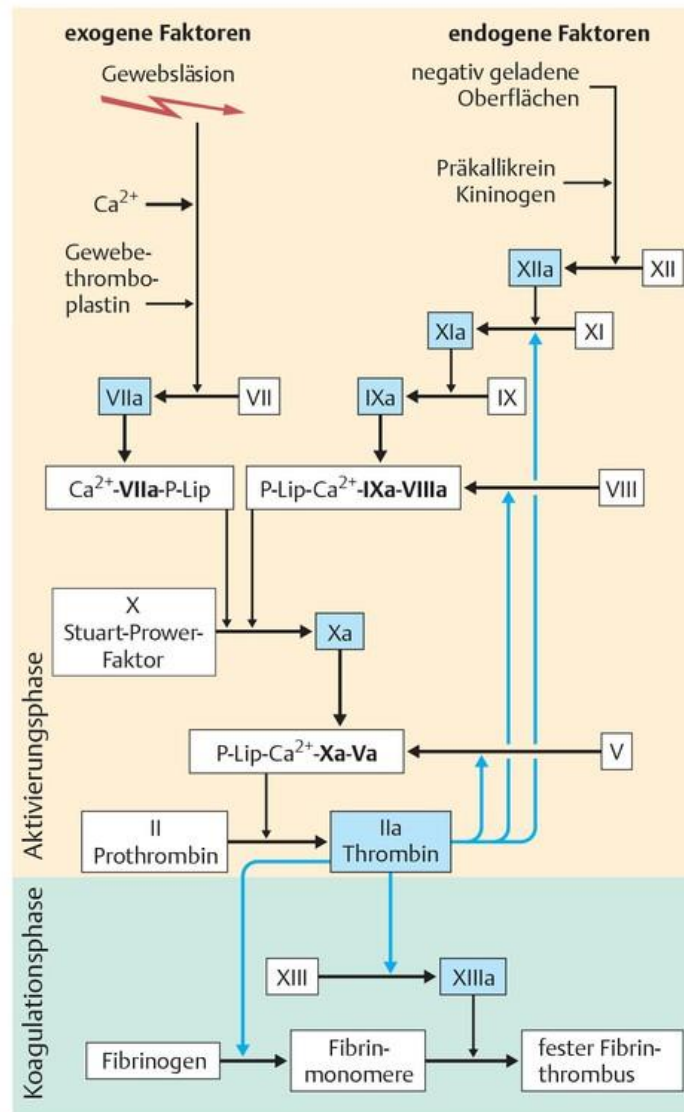 exogene Faktoren
Gewebsläsion
Ca2+
Gewebe-
thrombo-
plastin
VIIa
VII
Ca2+-VIIa-P-Lip
endogene Faktoren
negativ geladene
Oberflächen
Präkallikrein
Kininogen
XIIa
XII
XIa
XI
IXa
IX
P-Lip-Ca2+-IXa-VIIIa
VIII
X
Stuart-Prower-
Faktor
Xa
P-Lip-Ca2+-Xa-Va
V
II
Prothrombin
IIa
Thrombin
Aktivierungsphase
XIII
XIIIa
Fibrinogen
Fibrin-
monomere
fester Fibrin-
thrombus
Koagulationsphase